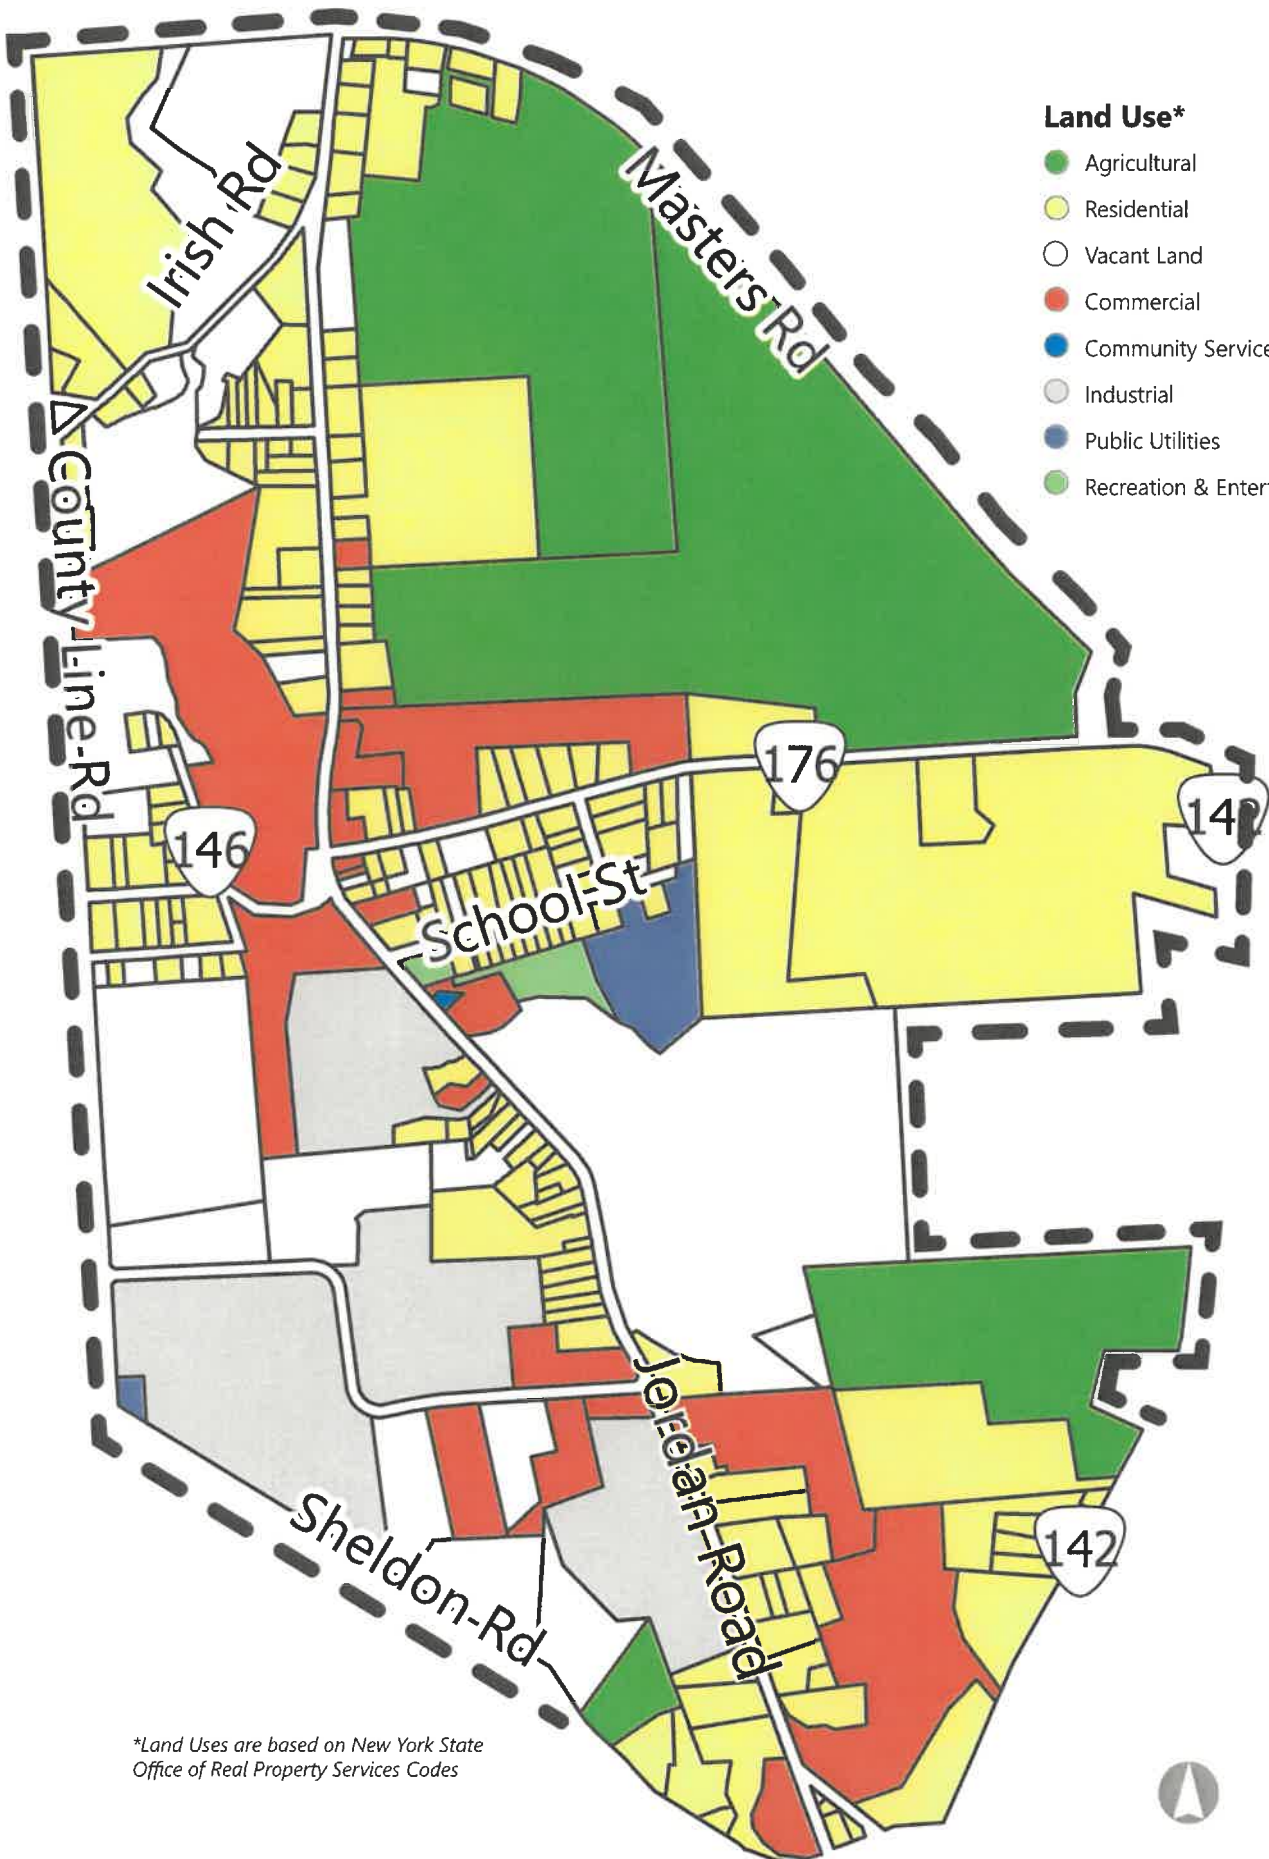 Land Use*
Agricultural
Residential
Vacant Land
Commercial
Community Service
Industrial
Public Utilities
Recreation &
Masters Rd
Irish Rd
County Line Rd
176
146
School St
Jordan Road
142
Sheldon Rd
*Land Uses are based on New York State
Office of Real Property Services Codes